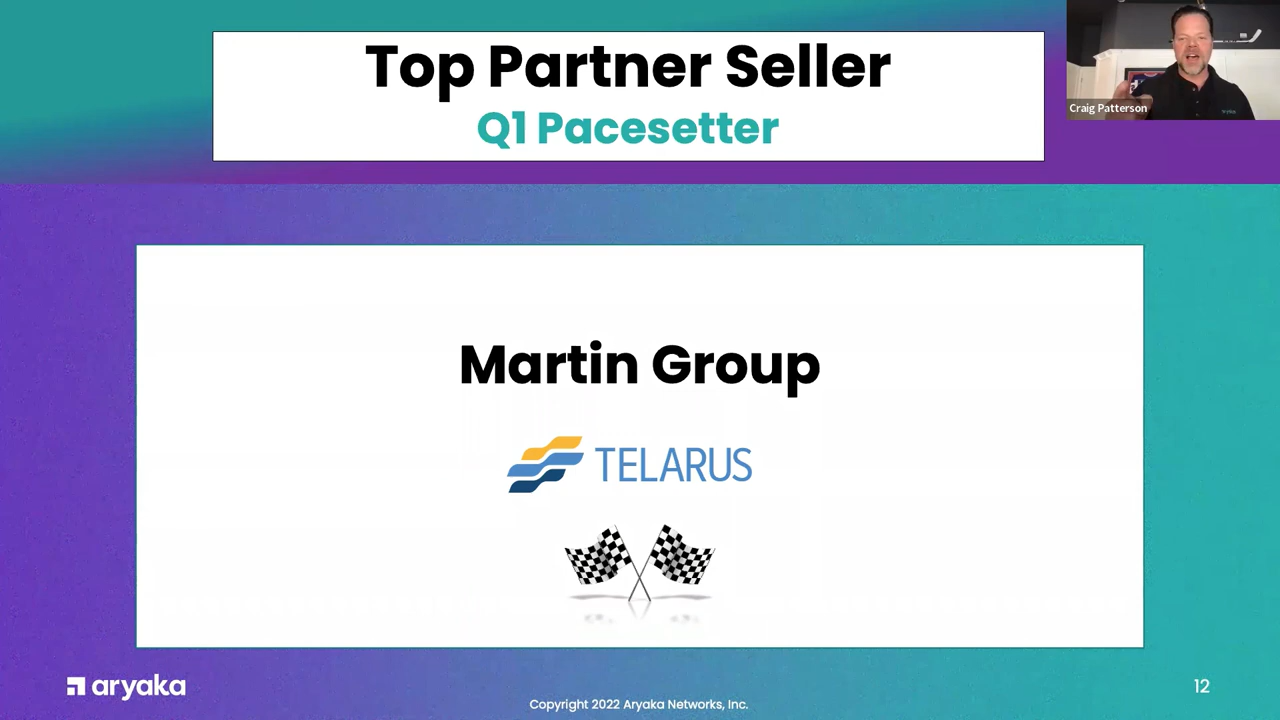 Top Partner Seller
Q1 Pacesetter
Craig Patterson
Martin Group
TELARUS
aryaka
Copyright 2022 Aryaka Networks, Inc.
12